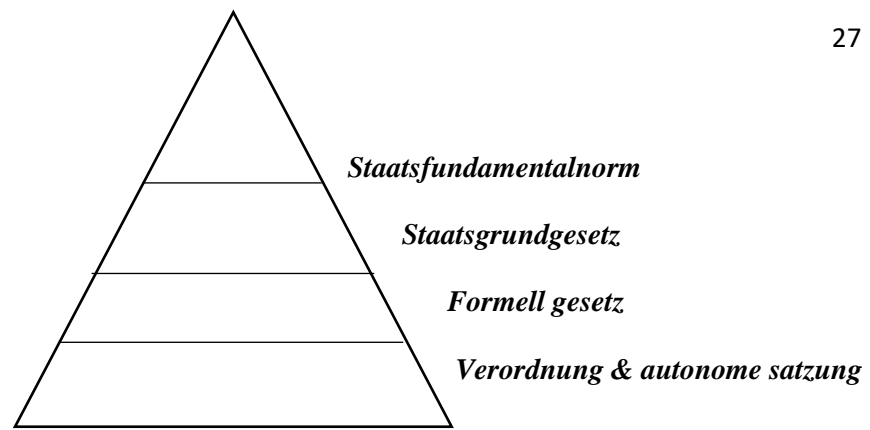 27
Staatsfundamentalnorm
Staatsgrundgesetz
Formell gesetz
Verordnung & autonome satzung